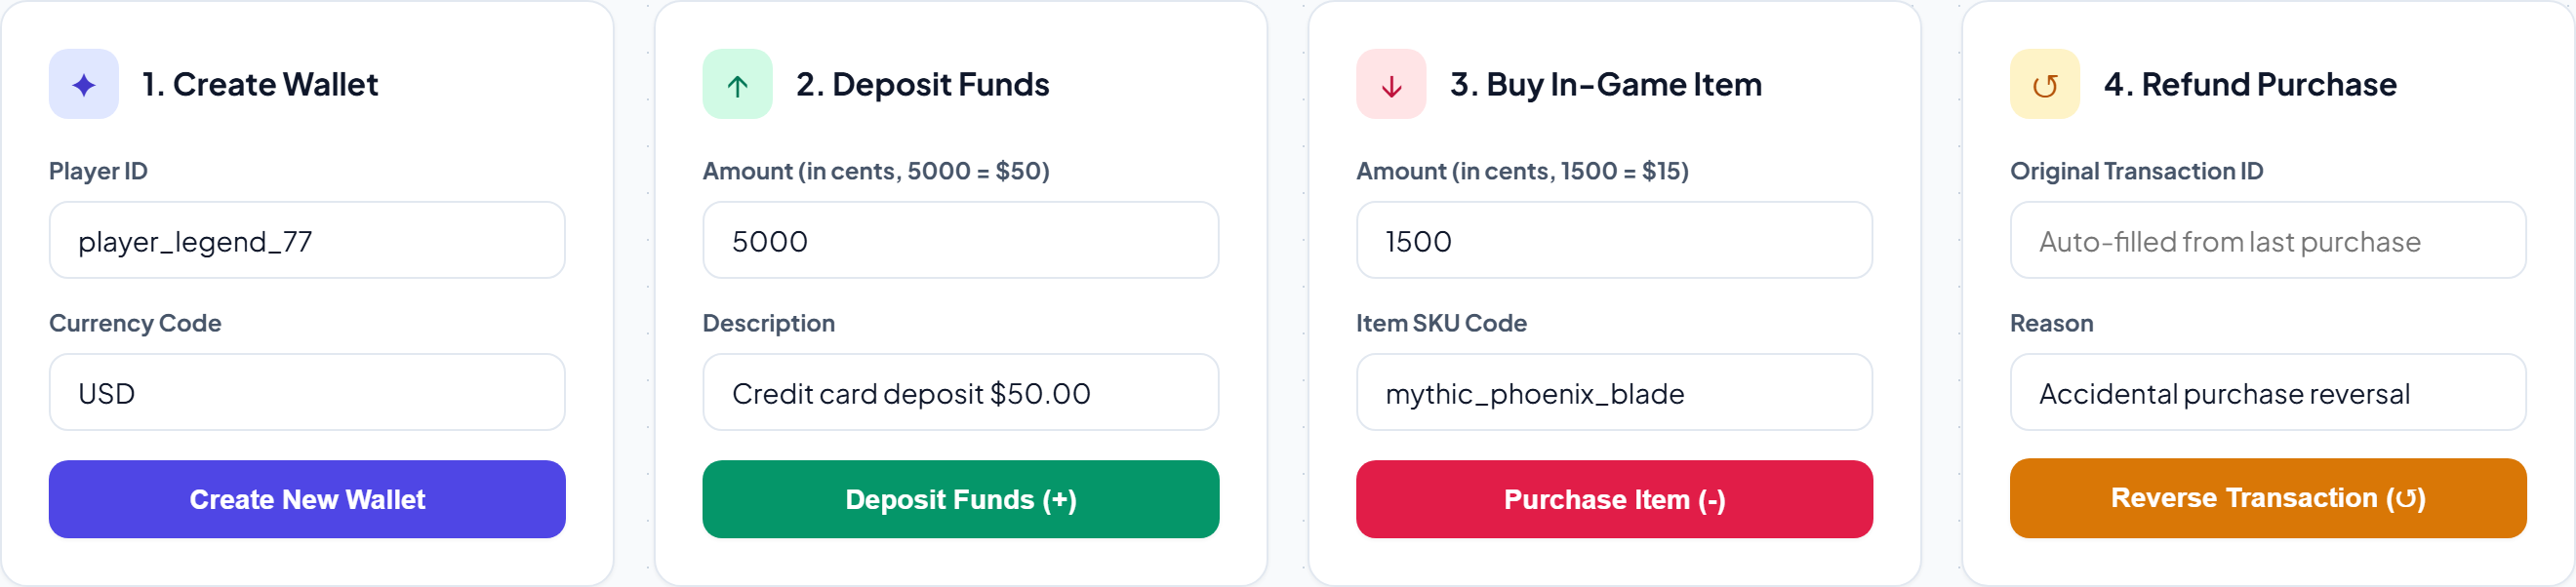 1. Create Wallet
Player ID
player_legend_77
Currency Code
USD
Create New Wallet
2. Deposit Funds
Amount (in cents, 5000 = $50)
5000
Description
Credit card deposit $50.00
Deposit Funds (+)
3. Buy In-Game Item
Amount (in cents, 1500 = $15)
1500
Item SKU Code
mythic_phoenix_blade
Purchase Item (-)
4. Refund Purchase
Original Transaction ID
Auto-filled from last purchase
Reason
Accidental purchase reversal
Reverse Transaction (↺)